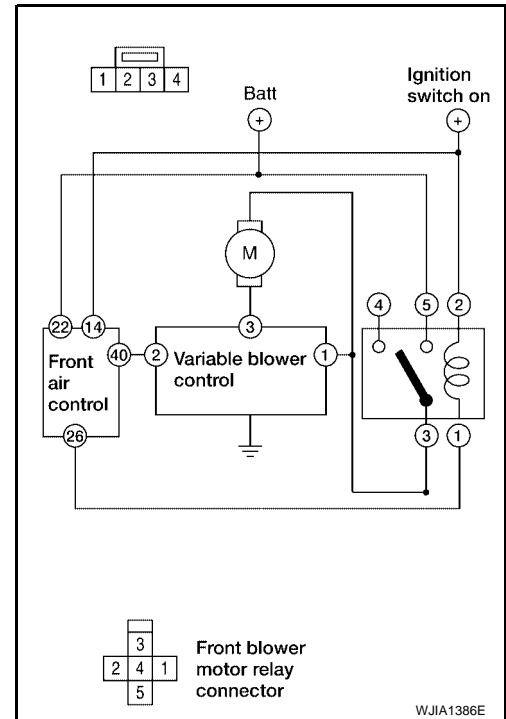 1 2 3 4
Batt
+
Ignition
switch on
+
M
4 5 2
22 14
3
Front
air
control
40
2
Variable blower
control
1
26
3 1
3
2 4 1
5
Front blower
motor relay
connector
WJIA1386E